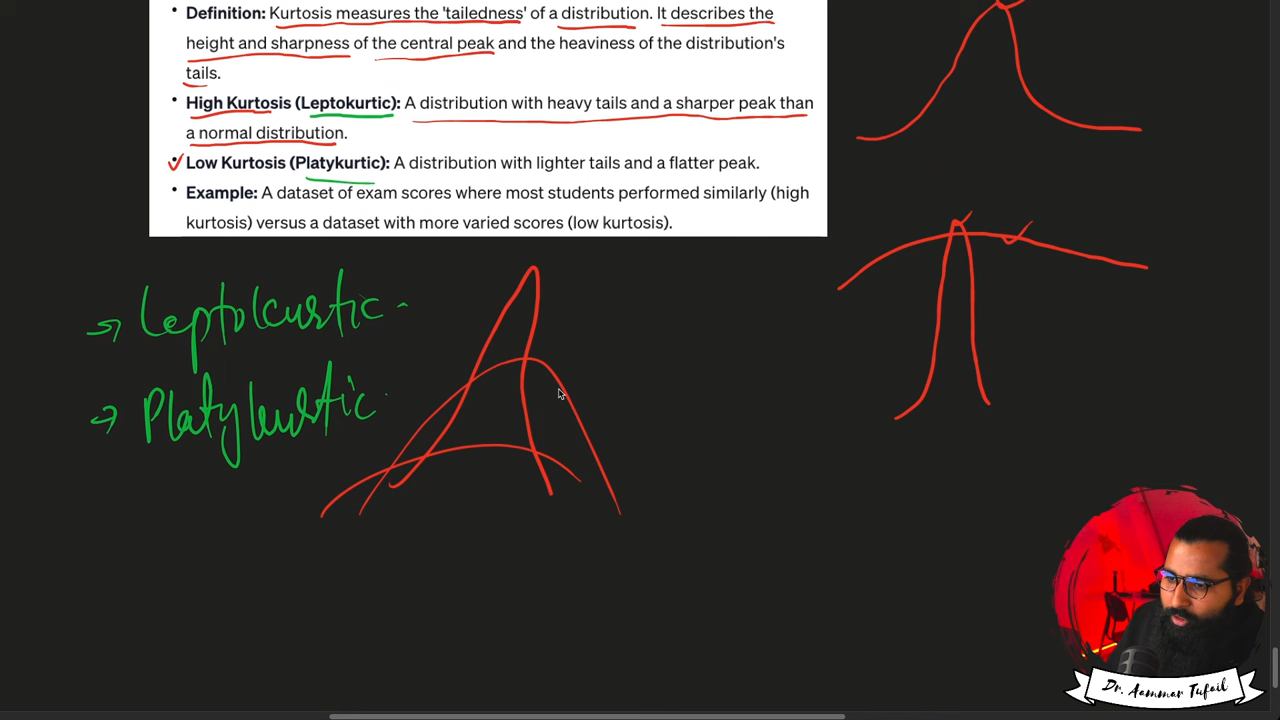 • Definition: Kurtosis measures the 'tailedness' of a distribution. It describes the
height and sharpness of the central peak and the heaviness of the distribution's
tails.
• High Kurtosis (Leptokurtic): A distribution with heavy tails and a sharper peak than
a normal distribution.
• Low Kurtosis (Platykurtic): A distribution with lighter tails and a flatter peak.
• Example: A dataset of exam scores where most students performed similarly (high
kurtosis) versus a dataset with more varied scores (low kurtosis).
→ Leptokurtic
→ Platykurtic
Dr. Aammar Tufail